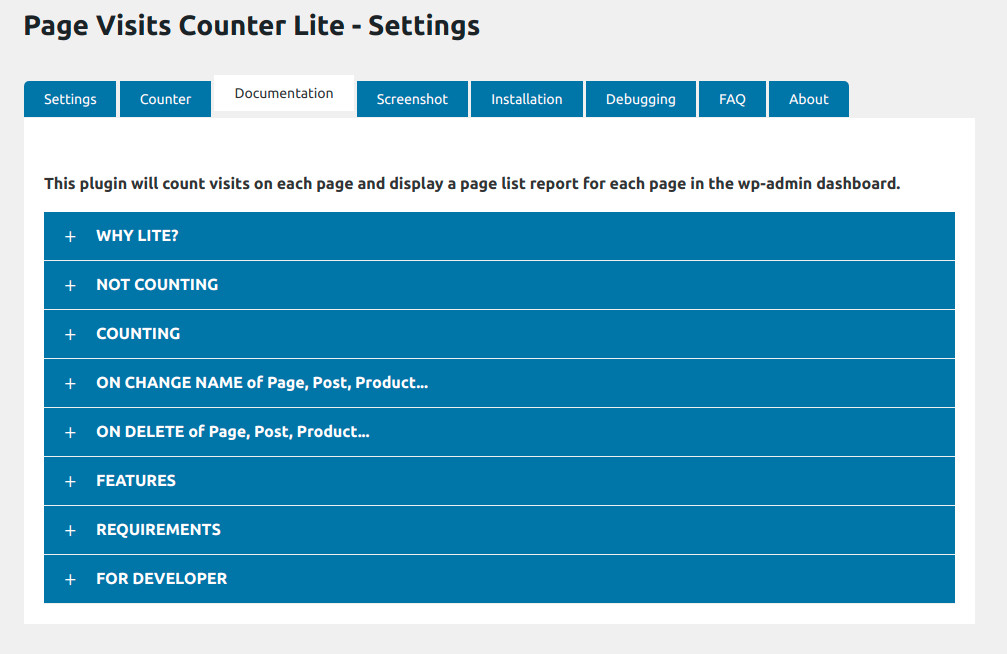 Page Visits Counter Lite - Settings
Settings Counter Documentation Screenshot Installation Debugging FAQ About
This plugin will count visits on each page and display a page list report for each page in the wp-admin dashboard.
+ WHY LITE?
+ NOT COUNTING
+ COUNTING
+ ON CHANGE NAME of Page, Post, Product...
+ ON DELETE of Page, Post, Product...
+ FEATURES
+ REQUIREMENTS
+ FOR DEVELOPER